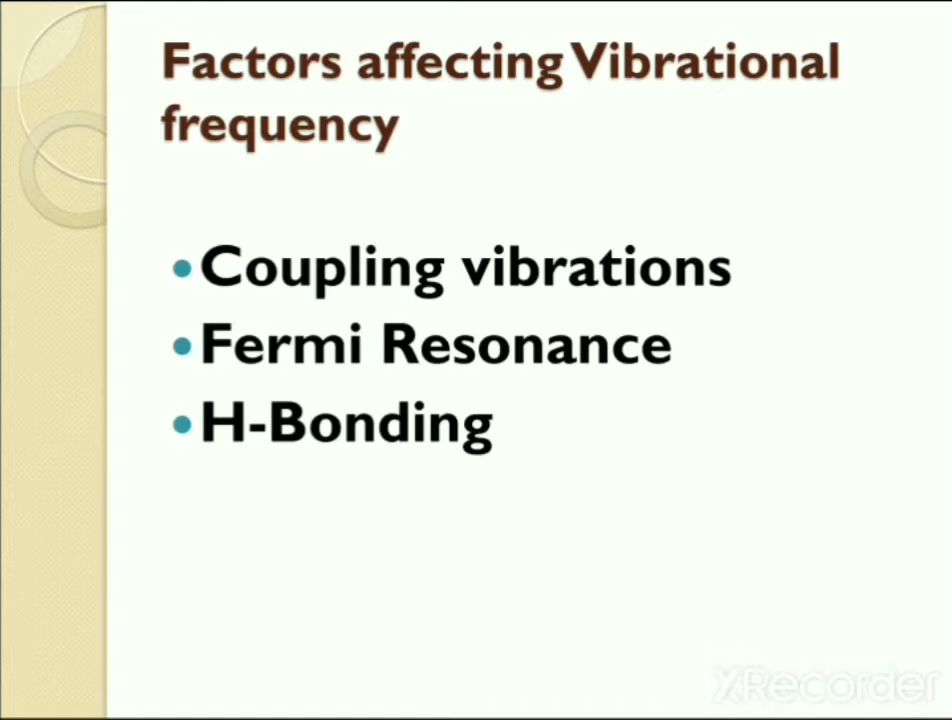 Factors affecting Vibrational
frequency
• Coupling vibrations
• Fermi Resonance
• H-Bonding
XRecorder